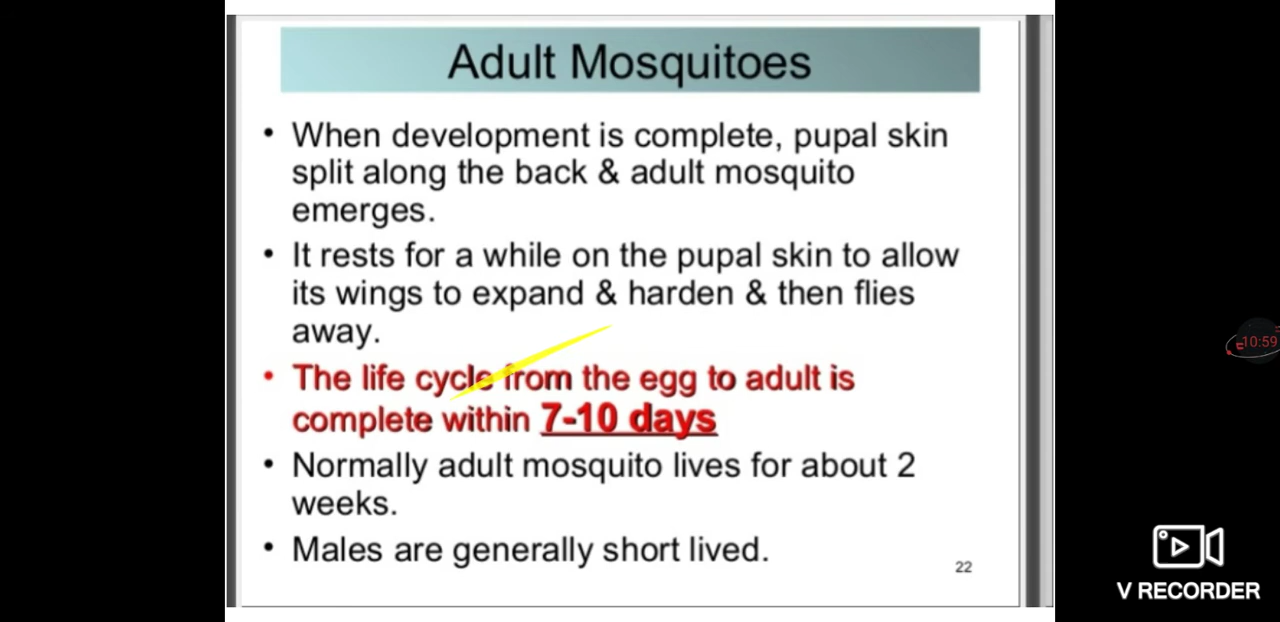 Adult Mosquitoes
• When development is complete, pupal skin
split along the back & adult mosquito
emerges.
• It rests for a while on the pupal skin to allow
its wings to expand & harden & then flies
away.
• The life cycle from the egg to adult is
complete within 7-10 days
• Normally adult mosquito lives for about 2
weeks.
• Males are generally short lived.
22
10:59
V RECORDER